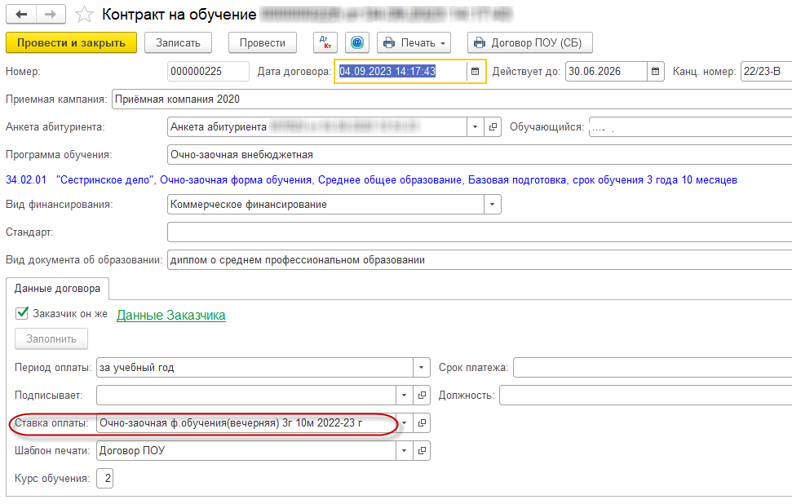 Контракт на обучение
Провести и закрыть Записать Провести Дт Кт Печать Договор ПОУ (СБ)
Номер: 000000225 Дата договора: 04.09.2023 14:17:43 Действует до: 30.06.2026 Канц. номер: 22/23-В
Приемная кампания: Приёмная компания 2020
Анкета абитуриента: Анкета абитуриента Обучающийся:
Программа обучения: Очно-заочная внебюджетная
34.02.01 "Сестринское дело", Очно-заочная форма обучения, Среднее общее образование, Базовая подготовка, срок обучения 3 года 10 месяцев
Вид финансирования: Коммерческое финансирование
Стандарт:
Вид документа об образовании: диплом о среднем профессиональном образовании
Данные договора
Заказчик он же Данные Заказчика
Заполнить
Период оплаты: за учебный год Срок платежа:
Подписывает: Должность:
Ставка оплаты: Очно-заочная ф.обучения(вечерняя) 3г 10м 2022-23 г
Шаблон печати: Договор ПОУ
Курс обучения: 2